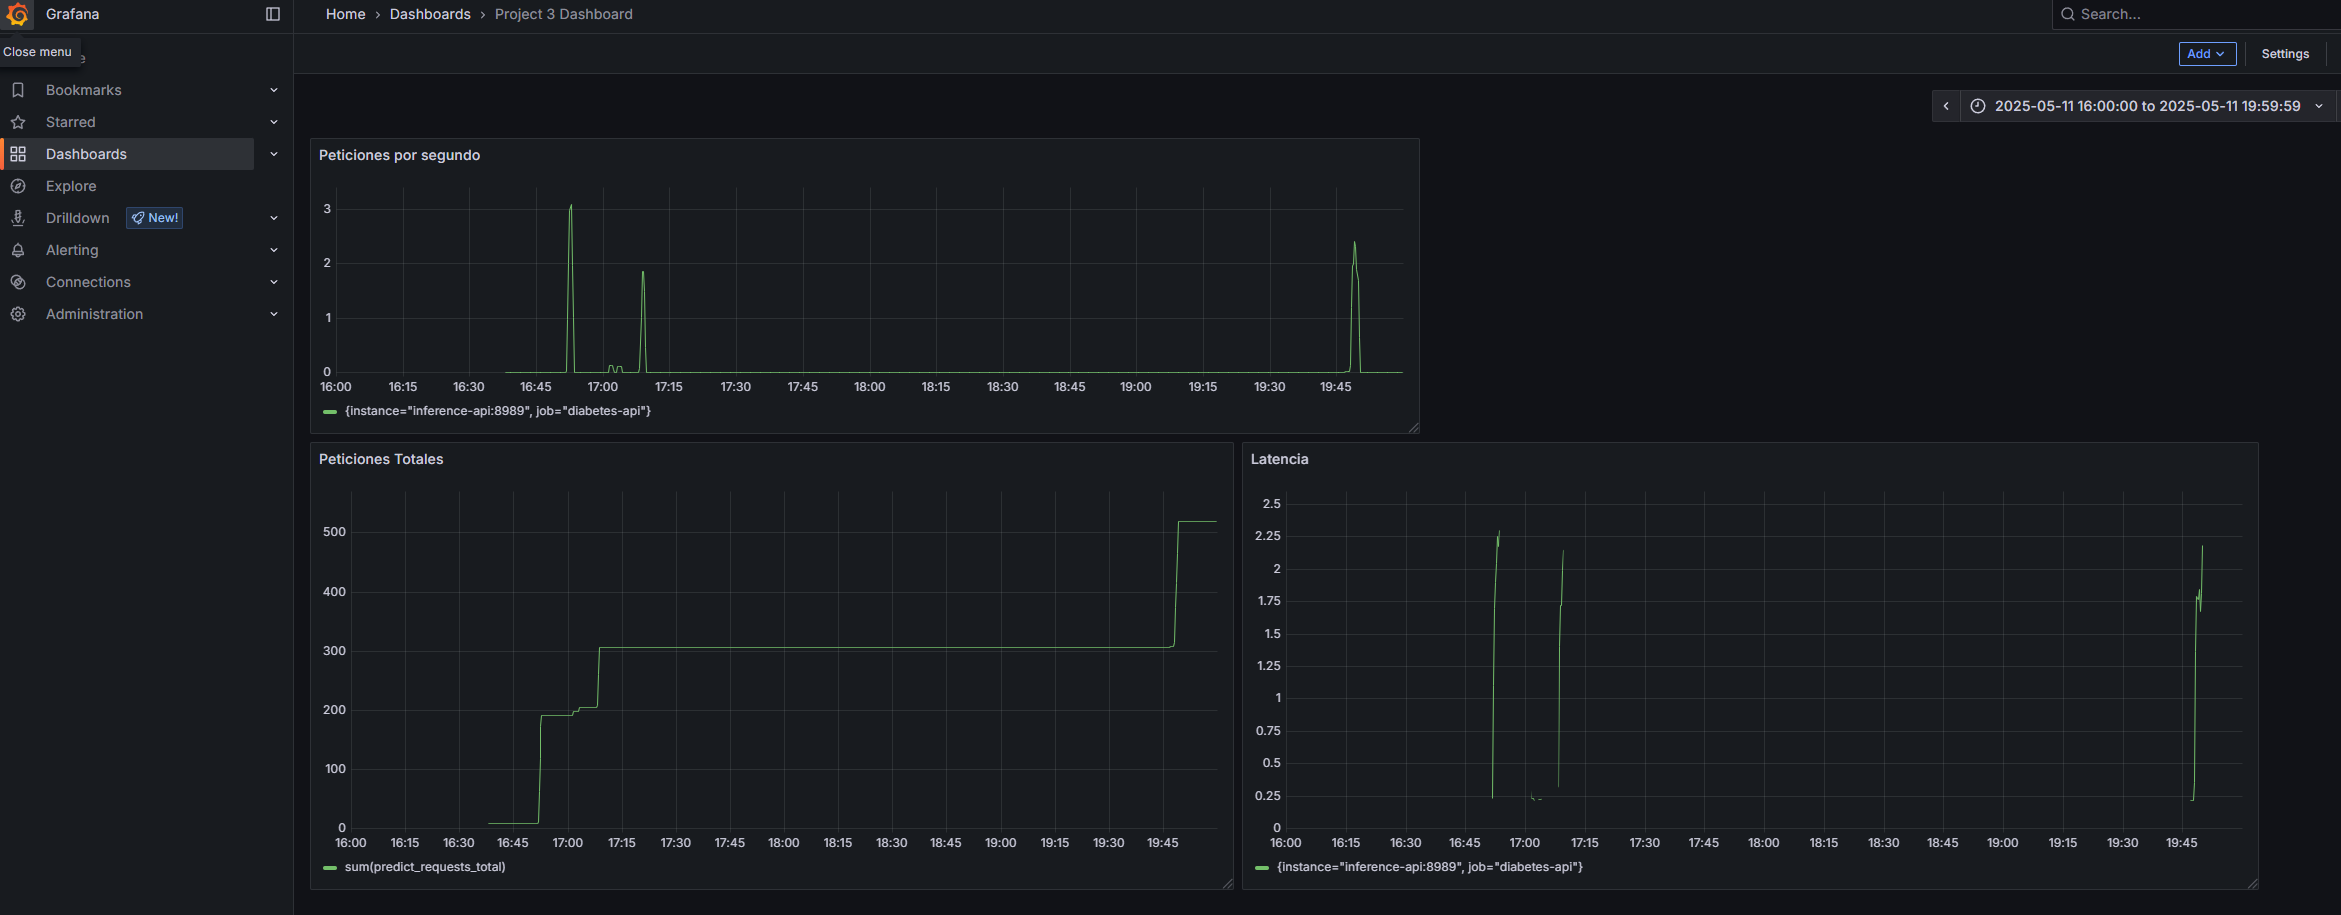 Grafana
Home › Dashboards › Project 3 Dashboard
Search...
Close menu
e
Add
Settings
Bookmarks
Starred
Dashboards
Explore
Drilldown New!
Alerting
Connections
Administration
2025-05-11 16:00:00 to 2025-05-11 19:59:59
Peticiones por segundo
3
2
1
0
16:00 16:15 16:30 16:45 17:00 17:15 17:30 17:45 18:00 18:15 18:30 18:45 19:00 19:15 19:30 19:45
{instance="inference-api:8989", job="diabetes-api"}
Peticiones Totales
500
400
300
200
100
0
16:00 16:15 16:30 16:45 17:00 17:15 17:30 17:45 18:00 18:15 18:30 18:45 19:00 19:15 19:30 19:45
sum(predict_requests_total)
Latencia
2.5
2.25
2
1.75
1.5
1.25
1
0.75
0.5
0.25
0
16:00 16:15 16:30 16:45 17:00 17:15 17:30 17:45 18:00 18:15 18:30 18:45 19:00 19:15 19:30 19:45
{instance="inference-api:8989", job="diabetes-api"}